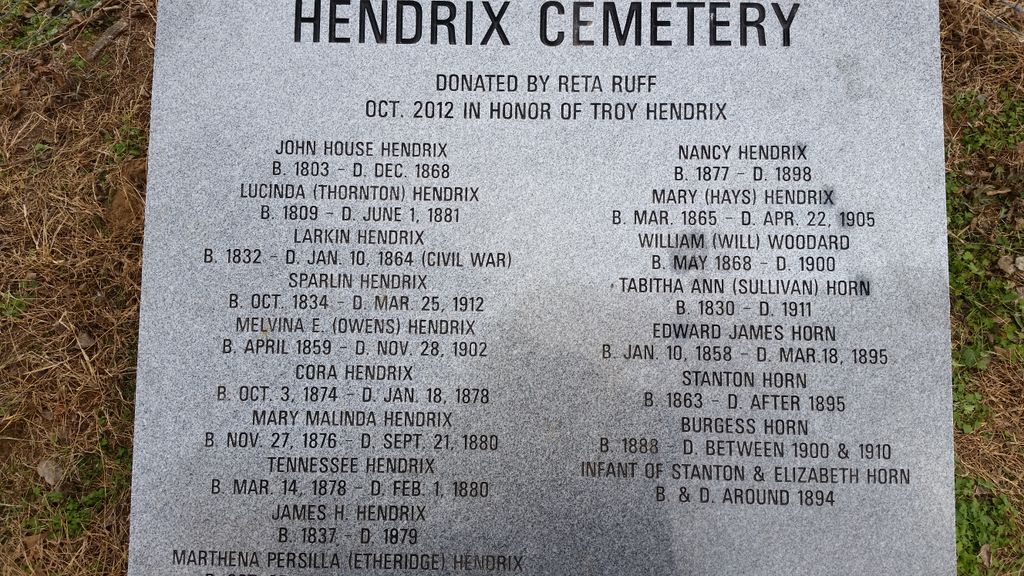 HENDRIX CEMETERY
DONATED BY RETA RUFF
OCT. 2012 IN HONOR OF TROY HENDRIX
JOHN HOUSE HENDRIX
B. 1803 - D. DEC. 1868
LUCINDA (THORNTON) HENDRIX
B. 1809 - D. JUNE 1, 1881
LARKIN HENDRIX
B. 1832 - D. JAN. 10, 1864 (CIVIL WAR)
SPARLIN HENDRIX
B. OCT. 1834 - D. MAR. 25, 1912
MELVINA E. (OWENS) HENDRIX
B. APRIL 1859 - D. NOV. 28, 1902
CORA HENDRIX
B. OCT. 3, 1874 - D. JAN. 18, 1878
MARY MALINDA HENDRIX
B. NOV. 27, 1876 - D. SEPT. 21, 1880
TENNESSEE HENDRIX
B. MAR. 14, 1878 - D. FEB. 1, 1880
JAMES H. HENDRIX
B. 1837 - D. 1879
MARTHENA PERSILLA (ETHERIDGE) HENDRIX
NANCY HENDRIX
B. 1877 - D. 1898
MARY (HAYS) HENDRIX
B. MAR. 1865 - D. APR. 22, 1905
WILLIAM (WILL) WOODARD
B. MAY 1868 - D. 1900
TABITHA ANN (SULLIVAN) HORN
B. 1830 - D. 1911
EDWARD JAMES HORN
B. JAN. 10, 1858 - D. MAR.18, 1895
STANTON HORN
B. 1863 - D. AFTER 1895
BURGESS HORN
B. 1888 - D. BETWEEN 1900 & 1910
INFANT OF STANTON & ELIZABETH HORN
B. & D. AROUND 1894